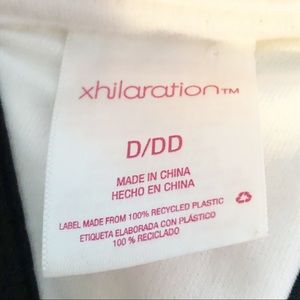 xhilaration™
D/DD
MADE IN CHINA
HECHO EN CHINA
LABEL MADE FROM 100% RECYCLED PLASTIC
ETIQUETA ELABORADA CON PLÁSTICO
100 % RECICLADO